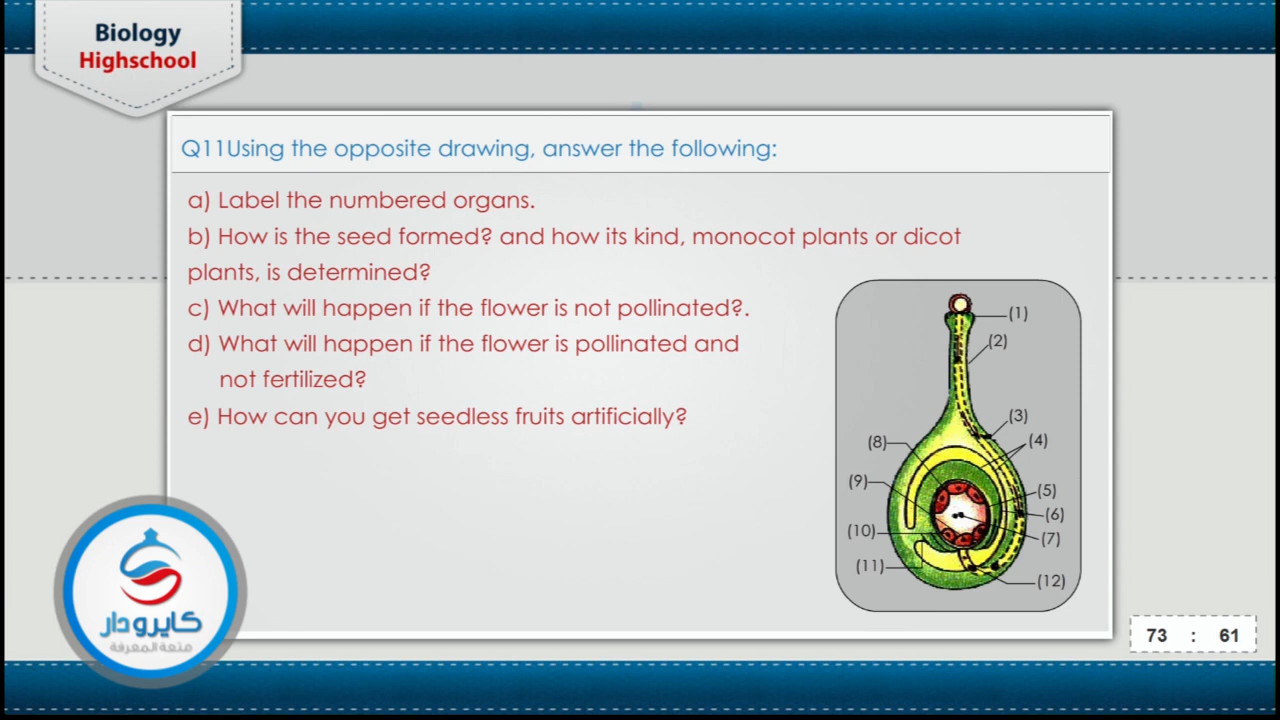 Biology
Highschool
Q11Using the opposite drawing, answer the following:
a) Label the numbered organs.
b) How is the seed formed? and how its kind, monocot plants or dicot
plants, is determined?
c) What will happen if the flower is not pollinated?.
d) What will happen if the flower is pollinated and
not fertilized?
e) How can you get seedless fruits artificially?
(1)
(2)
(3)
(4)
(8)
(9)
(5)
(6)
(10)
(7)
(11)
(12)
كايرودار
متعة المعرفة
73 : 61